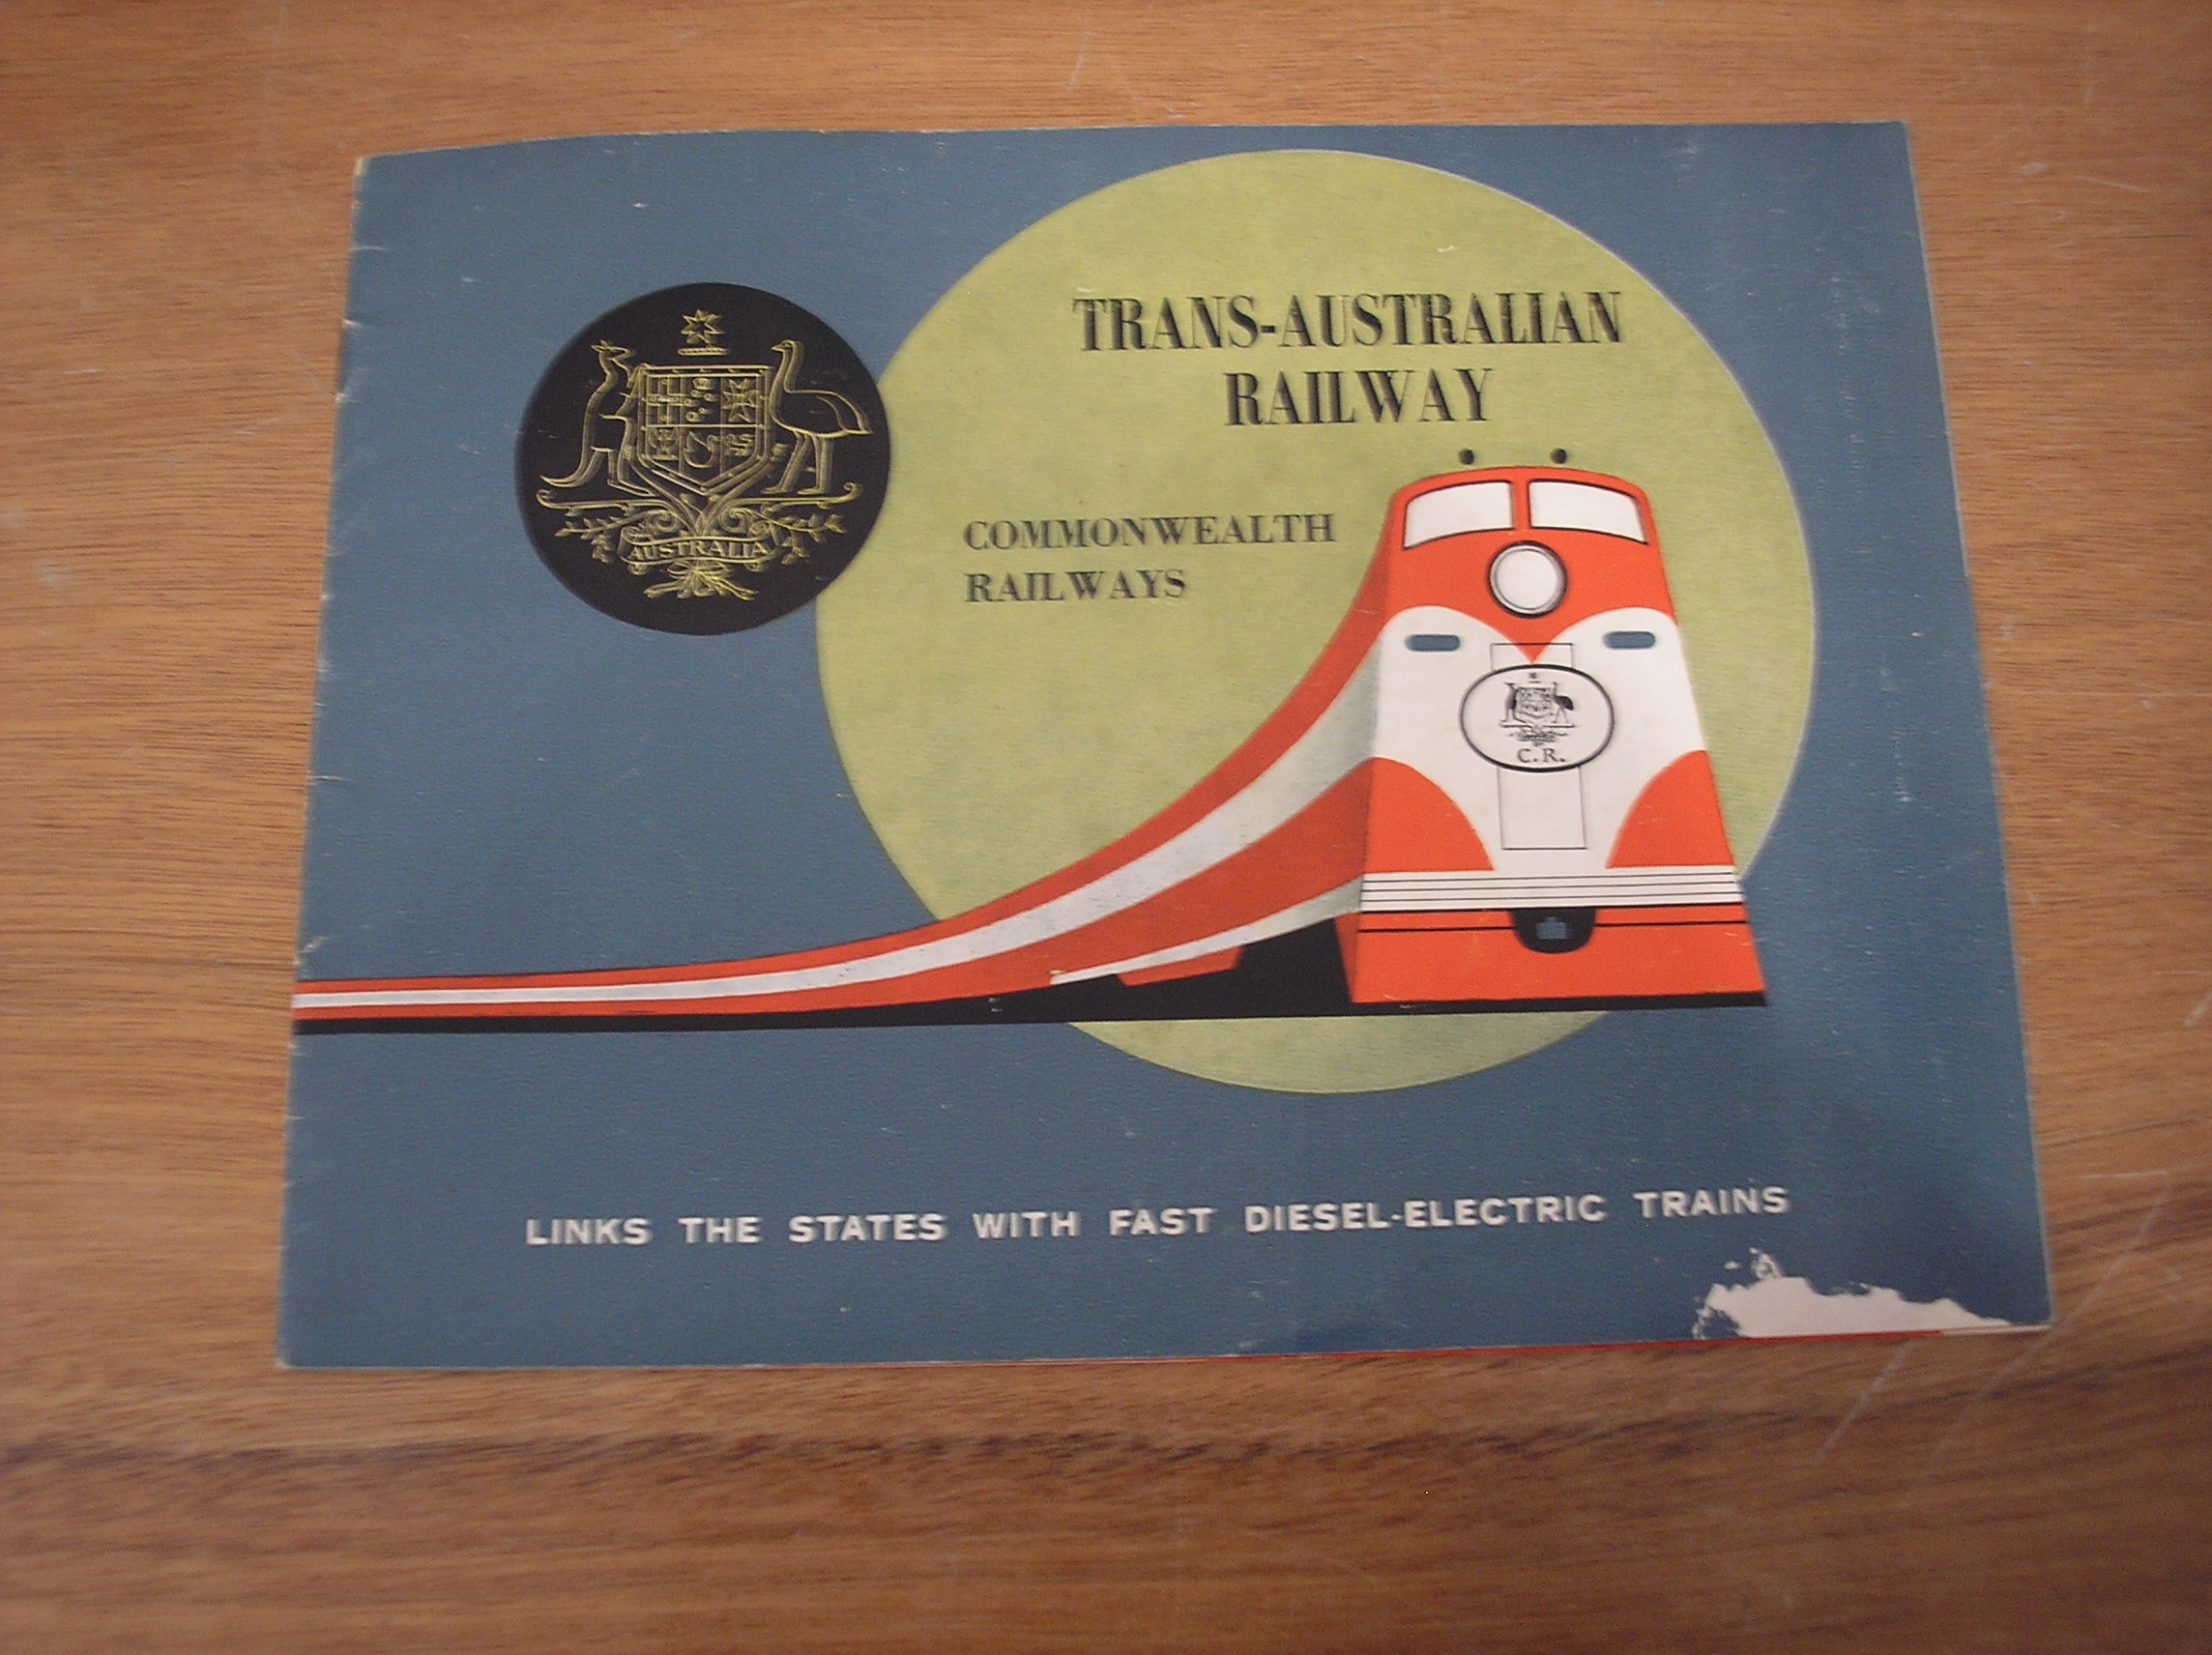 TRANS-AUSTRALIAN
RAILWAY
COMMONWEALTH
RAILWAYS
AUSTRALIA
C.R.
LINKS THE STATES WITH FAST DIESEL-ELECTRIC TRAINS